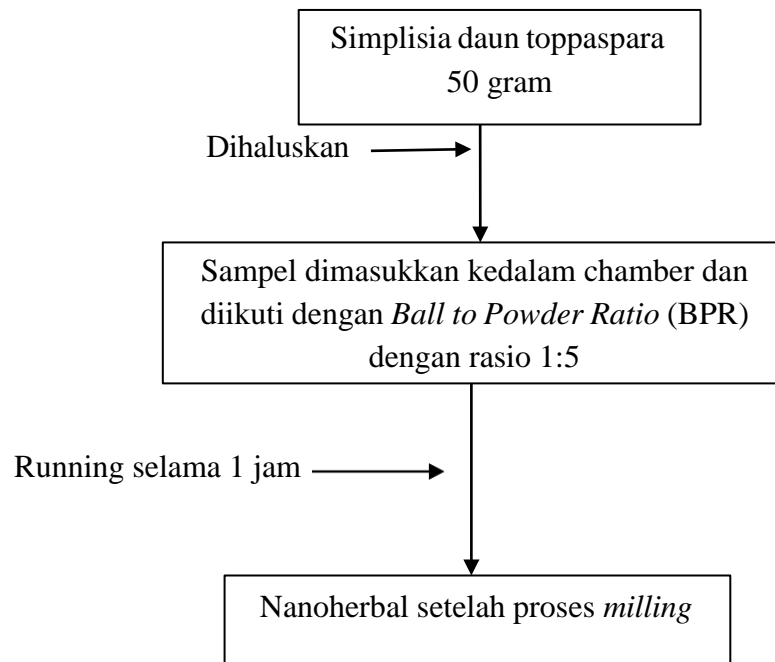 Simplisia daun toppaspara
50 gram
Dihaluskan
Sampel dimasukkan kedalam chamber dan
diikuti dengan Ball to Powder Ratio (BPR)
dengan rasio 1:5
Running selama 1 jam
Nanoherbal setelah proses milling